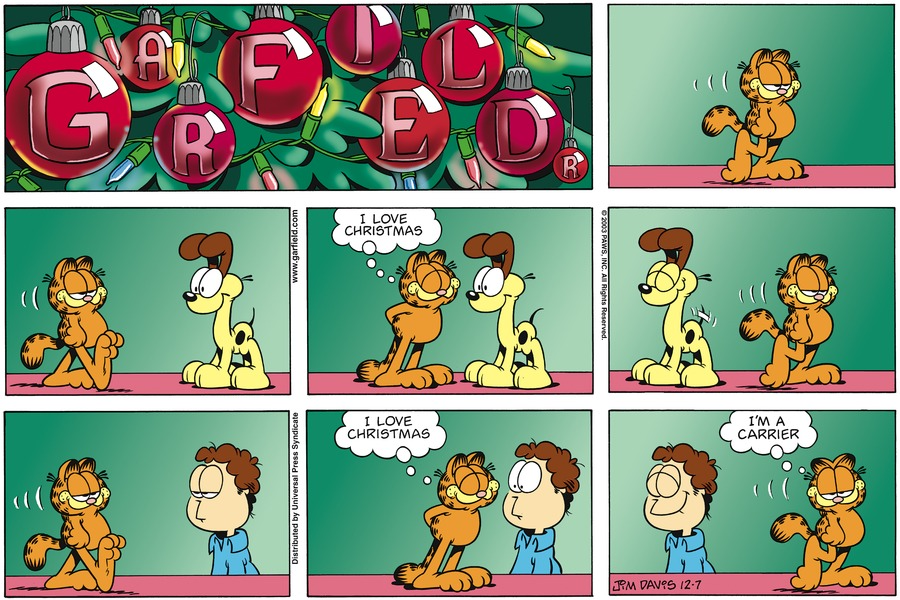 GARFIELD
R
www.garfield.com
I LOVE
CHRISTMAS
© 2003 PAWS, INC. All Rights Reserved.
Distributed by Universal Press Syndicate
I LOVE
CHRISTMAS
I'M A
CARRIER
JIM DAVIS 12-7